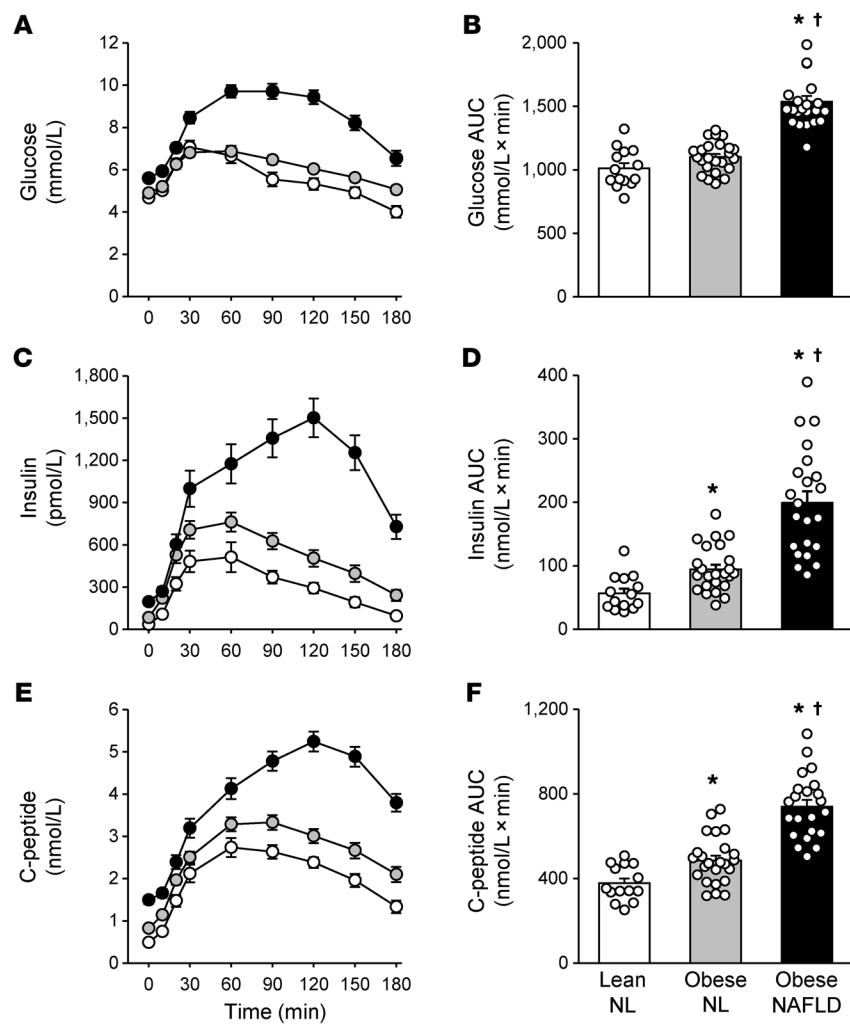 A
Glucose
(mmol/L)
12
10
8
6
4
2
0
0 30 60 90 120 150 180
B
* †
Glucose AUC
(mmol/L × min)
2,000
1,500
1,000
500
0
C
Insulin
(pmol/L)
1,800
1,500
1,200
900
600
300
0
0 30 60 90 120 150 180
D
* †
*
Insulin AUC
(nmol/L × min)
400
300
200
100
0
E
C-peptide
(nmol/L)
6
5
4
3
2
1
0
0 30 60 90 120 150 180
Time (min)
F
* †
*
C-peptide AUC
(nmol/L × min)
1,200
800
400
0
Lean
NL
Obese
NL
Obese
NAFLD